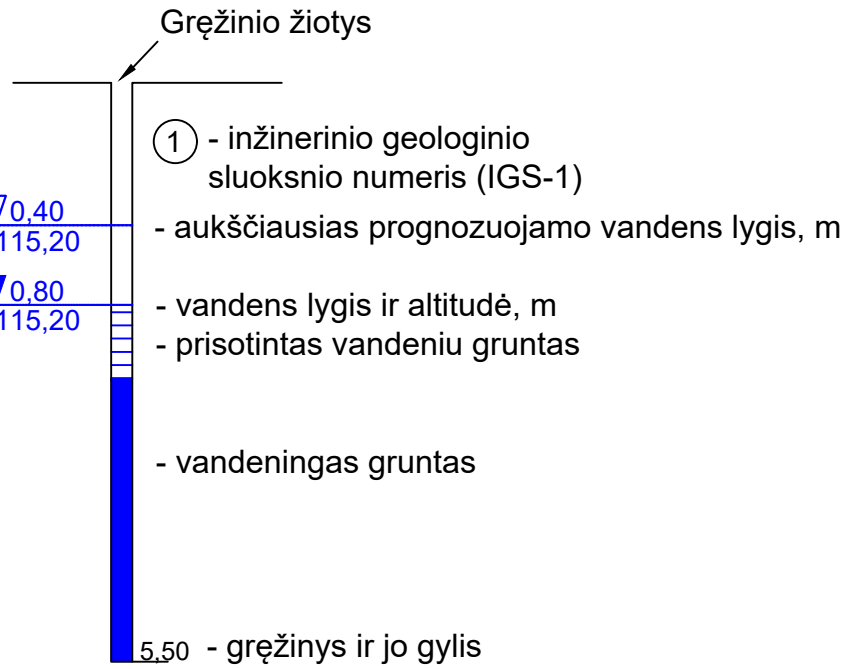 Gręžinio žiotys
1 - inžinerinio geologinio
sluoksnio numeris (IGS-1)
0,40
115,20
- aukščiausias prognozuojamo vandens lygis, m
0,80
115,20
- vandens lygis ir altitudė, m
- prisotintas vandeniu gruntas
- vandeningas gruntas
5,50 - gręžinys ir jo gylis